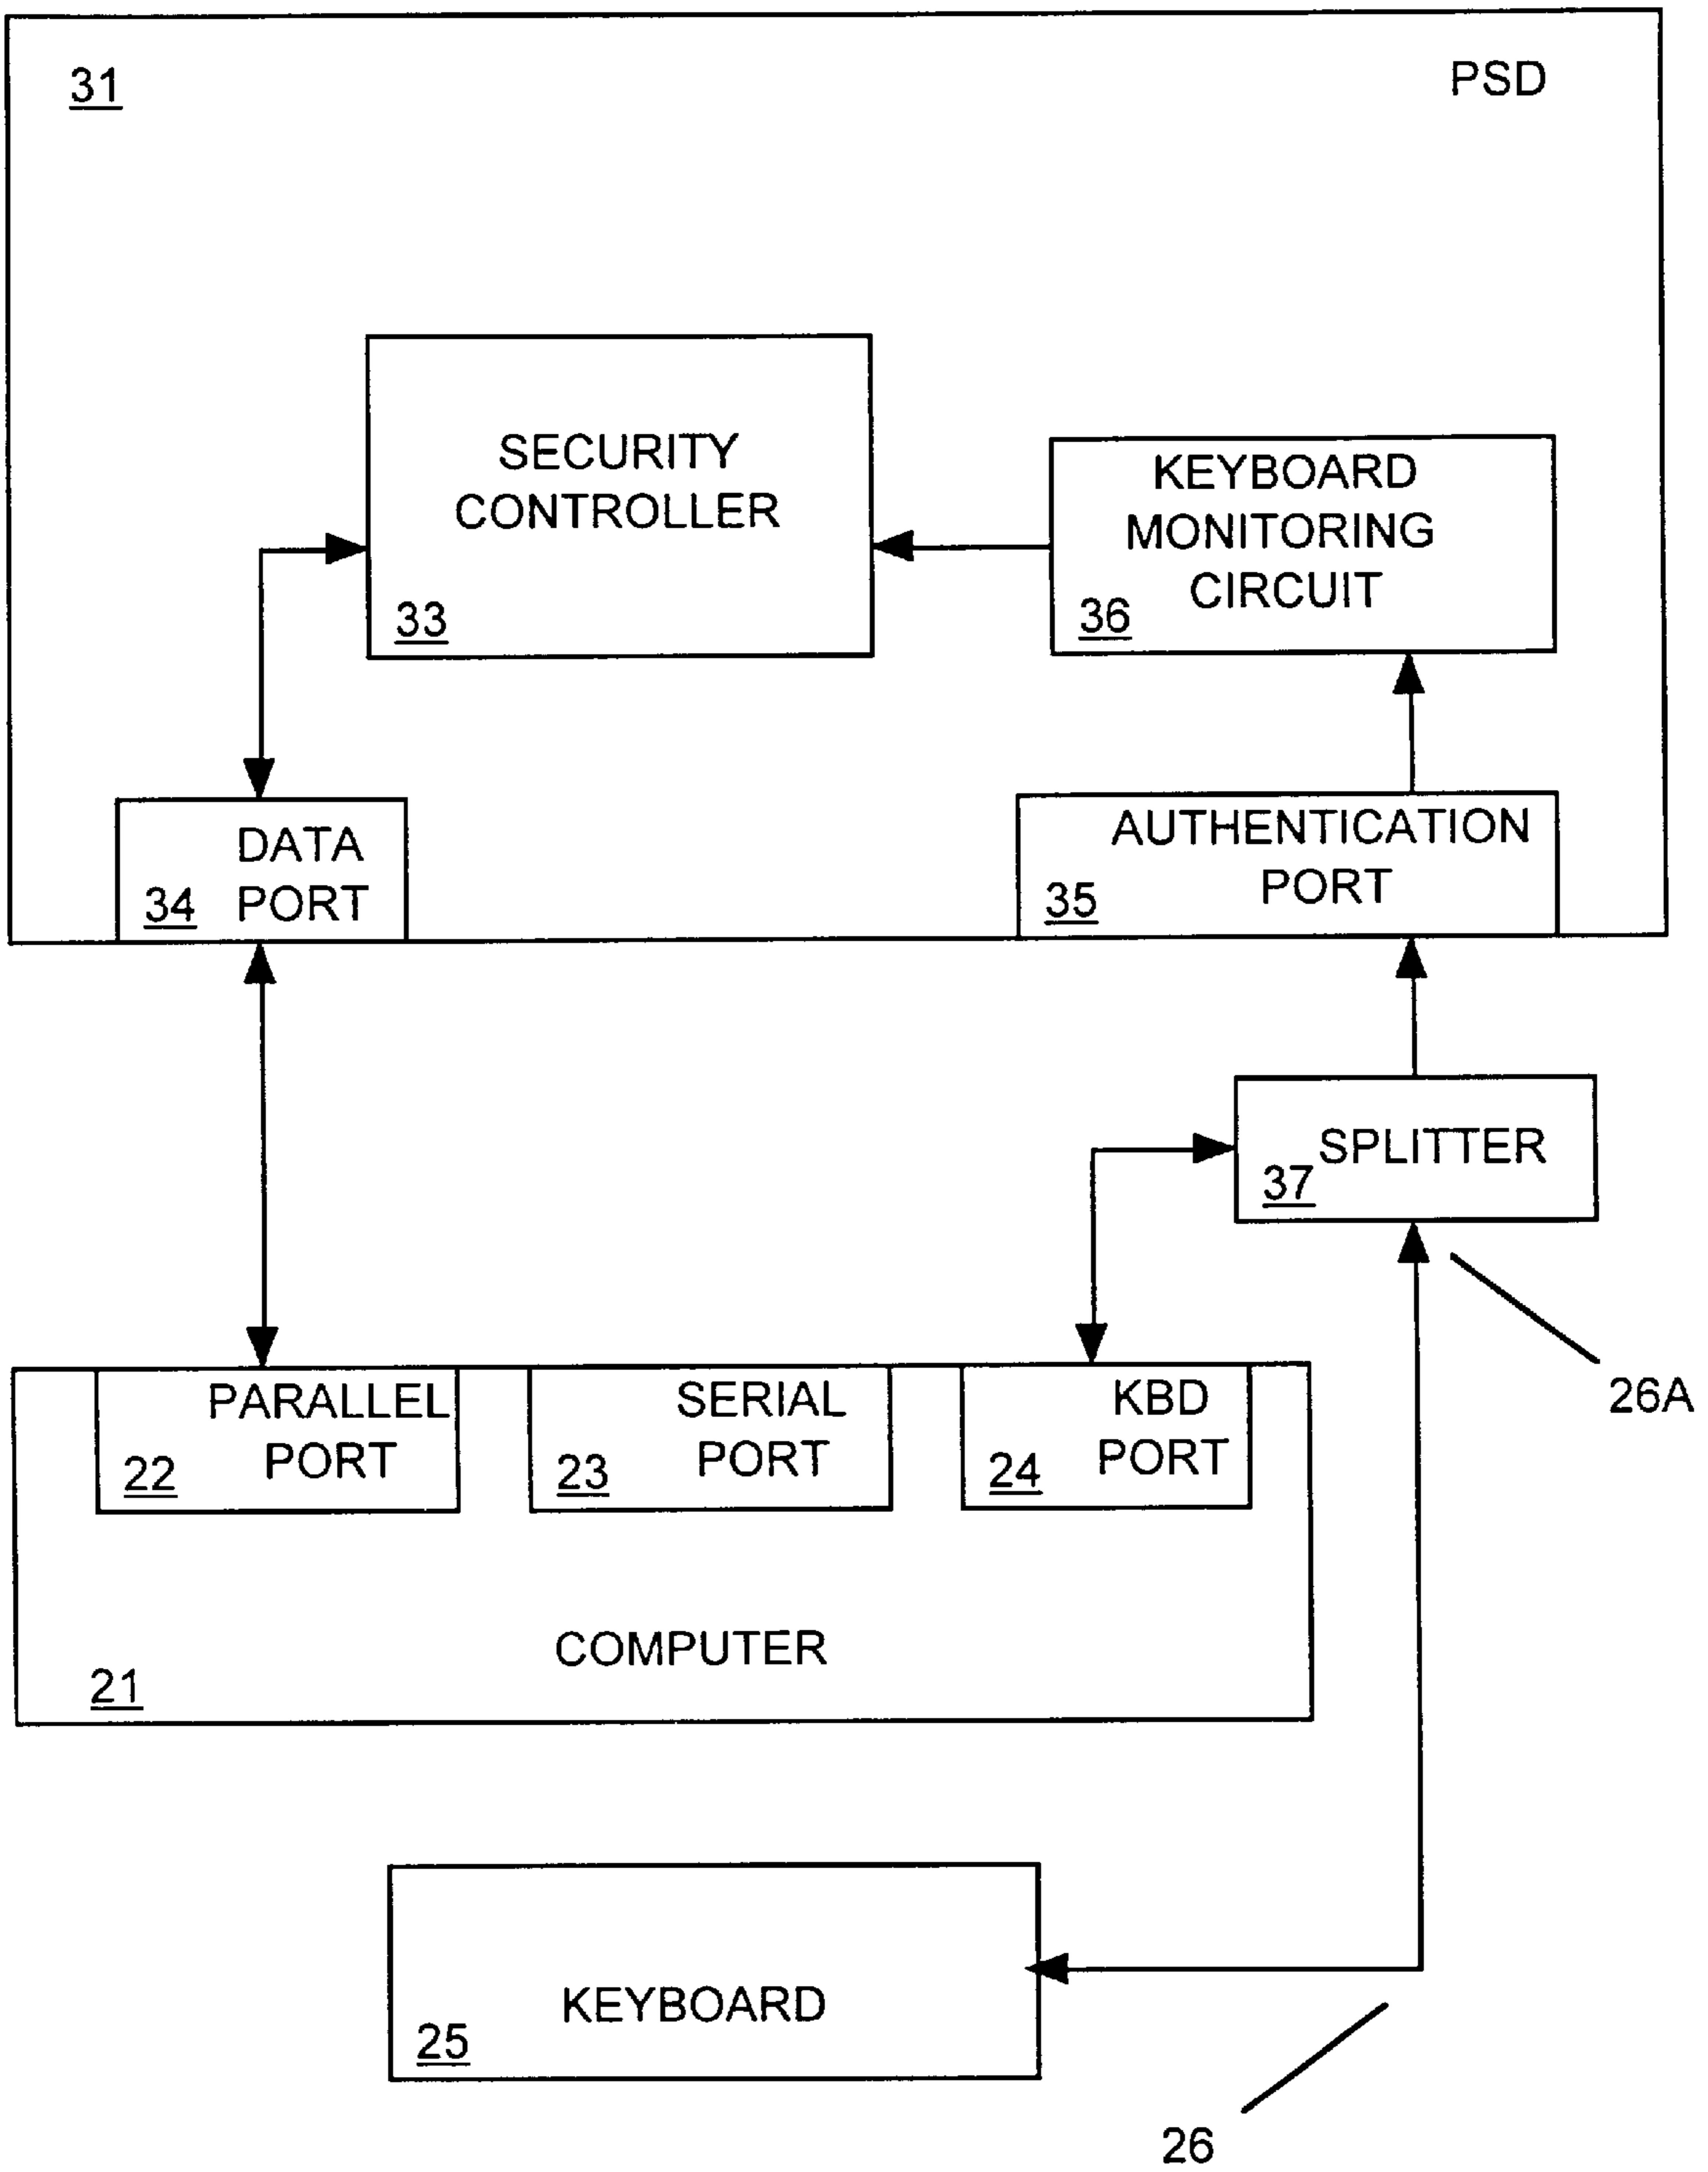 31
PSD
SECURITY
CONTROLLER
33
KEYBOARD
MONITORING
CIRCUIT
36
DATA
PORT
34
AUTHENTICATION
PORT
35
SPLITTER
37
26A
PARALLEL
PORT
22
SERIAL
PORT
23
KBD
PORT
24
COMPUTER
21
KEYBOARD
25
26